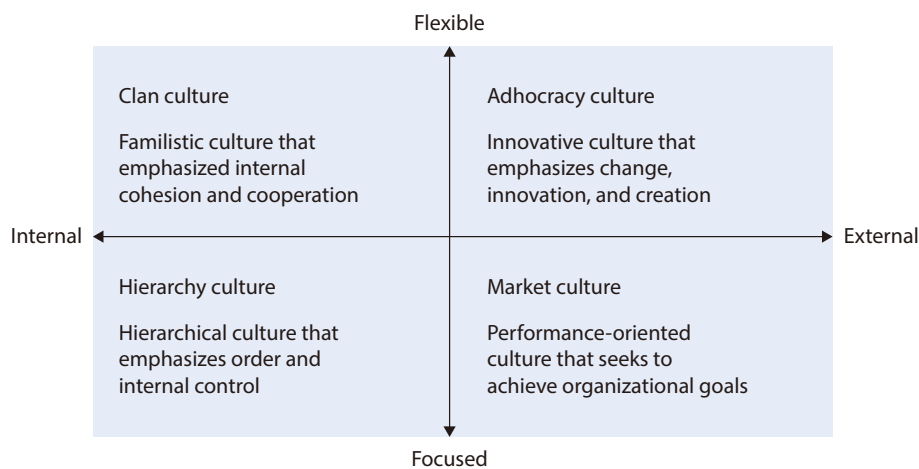 Flexible
Clan culture
Familistic culture that
emphasized internal
cohesion and cooperation
Adhocracy culture
Innovative culture that
emphasizes change,
innovation, and creation
Internal
External
Hierarchy culture
Hierarchical culture that
emphasizes order and
internal control
Market culture
Performance-oriented
culture that seeks to
achieve organizational goals
Focused